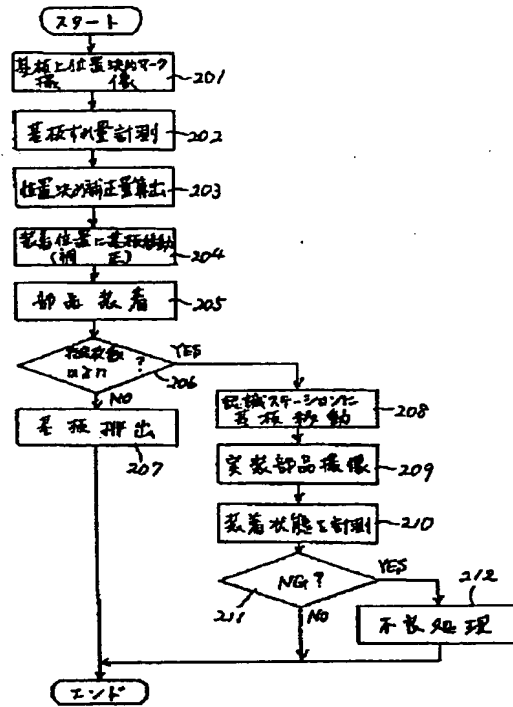 スタート
基板上位置決めマーク
撮像
201
基板ずれ量計測
202
位置決め補正量算出
203
装着位置に基板移動
(補正)
204
部品装着
205
?
YES
206
NO
基板排出
207
認識ステーションに
基板移動
208
実装部品撮像
209
装着状態を計測
210
NG?
YES
211
NO
212
不良処理
エンド